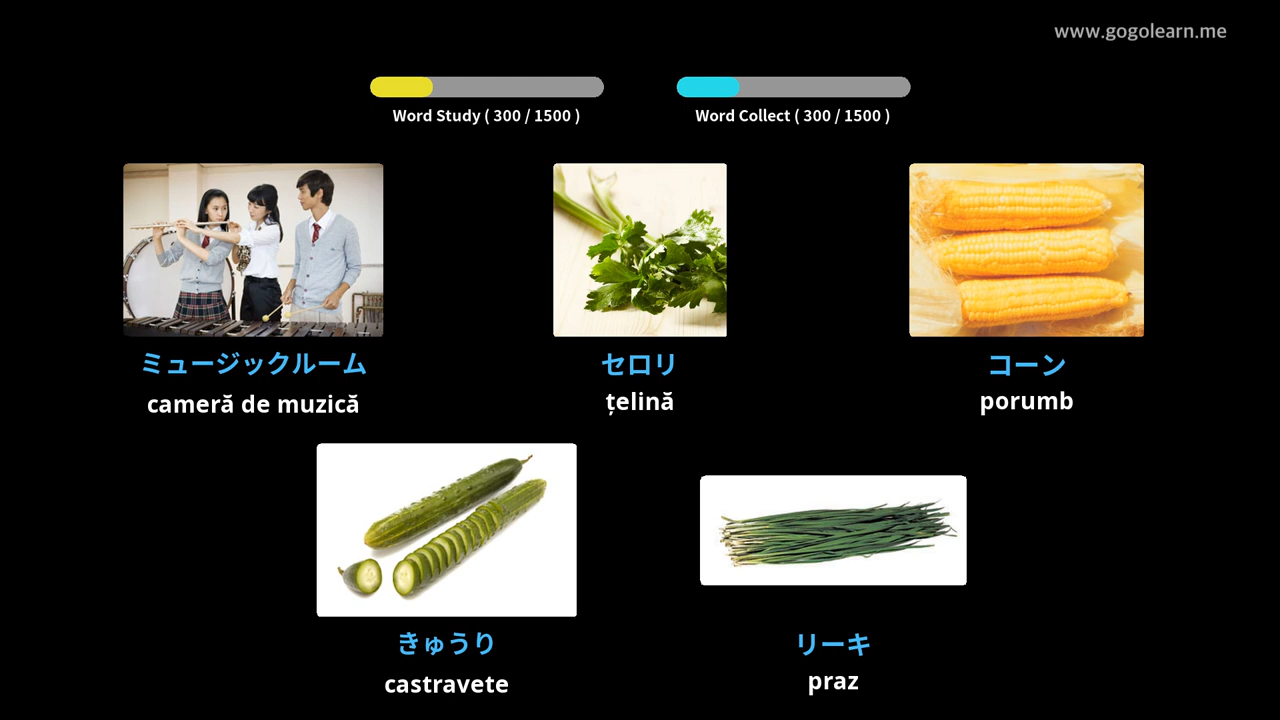 www.gogolearn.me
Word Study ( 300 / 1500 )
Word Collect ( 300 / 1500 )
ミュージックルーム
cameră de muzică
セロリ
țelină
コーン
porumb
きゅうり
castravete
リーキ
praz